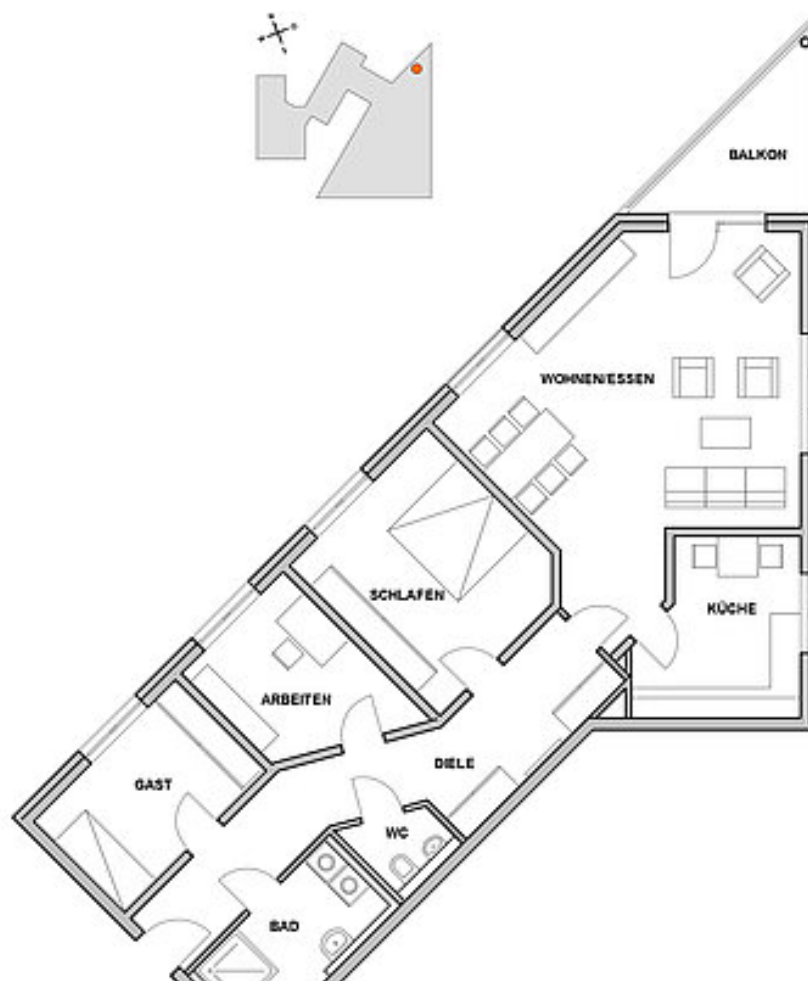 BALKON
WOHNEN/ESSEN
SCHLAFEN
KÜCHE
ARBEITEN
DIELE
GAST
WC
BAD